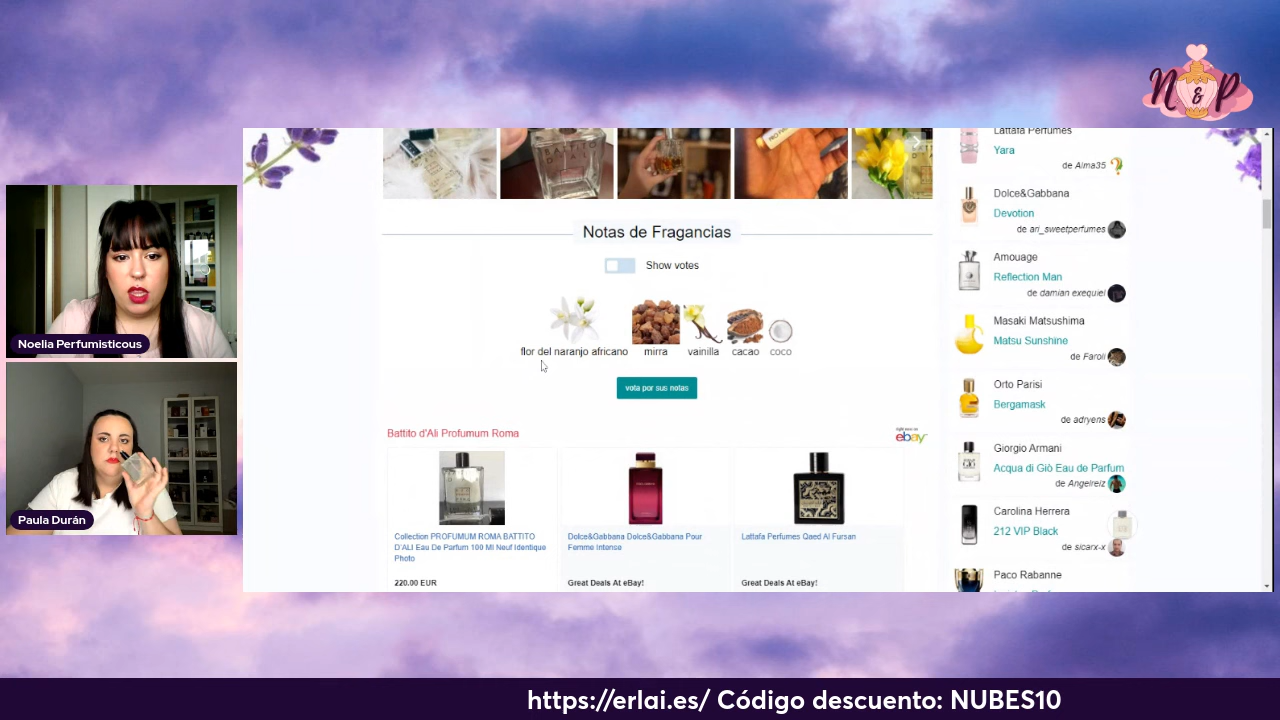 N & P
Lattafa Perfumes
Yara
de Alma35
Notas de Fragancias
Show votes
flor del naranjo africano
mirra
vainilla
cacao
coco
vota por sus notas
Battito d'Ali Profumum Roma
ebay
Collection PROFUMUM ROMA BATTITO
D'ALI Eau De Parfum 100 Ml Neuf Identique
Photo
220.00 EUR
Dolce&Gabbana Dolce&Gabbana Pour
Femme Intense
Great Deals At eBay!
Lattafa Perfumes Qaed Al Fursan
Great Deals At eBay!
Dolce&Gabbana
Devotion
de ari_sweetperfumes
Amouage
Reflection Man
de damian exequiel
Masaki Matsushima
Matsu Sunshine
de Faroli
Orto Parisi
Bergamask
de adryens
Giorgio Armani
Acqua di Giò Eau de Parfum
de Angelreiz
Carolina Herrera
212 VIP Black
de sicarx-x
Paco Rabanne
Noelia Perfumisticous
Paula Durán
https://erlai.es/ Código descuento: NUBES10